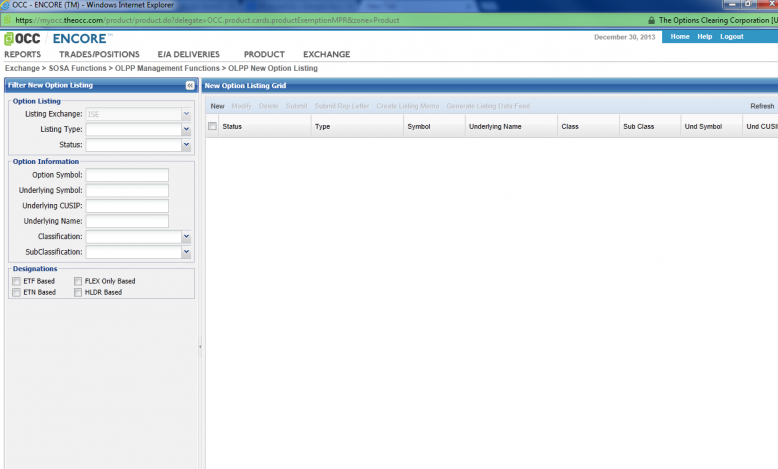 OCC - ENCORE (TM) - Windows Internet Explorer
https://myocc.theocc.com/product/product.do?delegate=OCC.product.cards.productExemptionMPR&zone=Product
The Options Clearing Corporation [U
OCC | ENCORE™
December 30, 2013 Home Help Logout
REPORTS TRADES/POSITIONS E/A DELIVERIES PRODUCT EXCHANGE
Exchange > SOSA Functions > OLPP Management Functions > OLPP New Option Listing
Filter New Option Listing
Option Listing
Listing Exchange: ISE
Listing Type:
Status:
Option Information
Option Symbol:
Underlying Symbol:
Underlying CUSIP:
Underlying Name:
Classification:
SubClassification:
Designations
ETF Based FLEX Only Based
ETN Based HLDR Based
New Option Listing Grid
New Modify Delete Submit Submit Rep Letter Create Listing Memo Generate Listing Data Feed Refresh
Status Type Symbol Underlying Name Class Sub Class Und Symbol Und CUSI